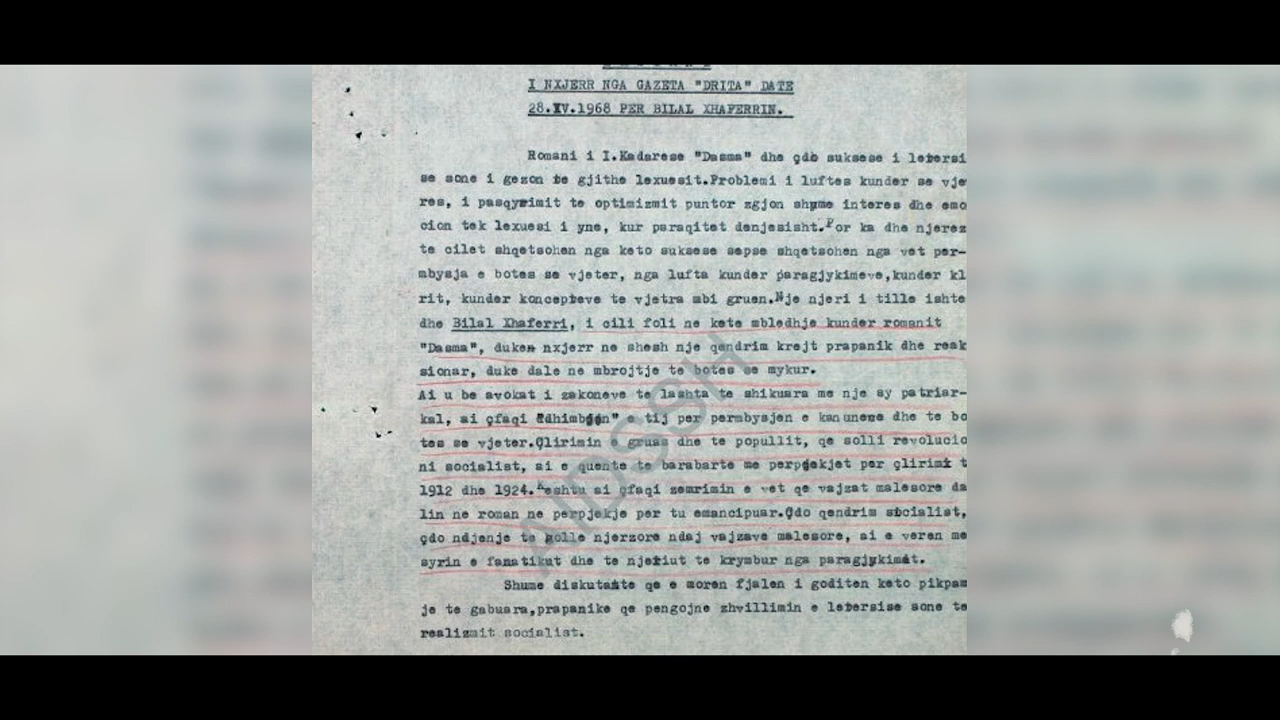 I NXJERR NGA GAZETA "DRITA" DATE
28.IV.1968 PER BILAL XHAFERRIN.
Romani i I.Kadarese "Dasma" dhe çdo suksese i letersi
se sone i gezon te gjithe lexuesit.Problemi i luftes kunder se vje
res, i pasqyrimit te optimizmit puntor zgjon shume interes dhe emo
cion tek lexuesi i yne, kur paraqitet denjesisht.Por ka dhe njerez
te cilet shqetsohen nga keto suksese sepse shqetsohen nga vet per-
mbysja e botes se vjeter, nga lufta kunder paragjykimeve,kunder kl
rit, kunder koncepteve te vjetra mbi gruen.Nje njeri i tille ishte
dhe Bilal Xhaferri, i cili foli ne kete mbledhje kunder romanit
"Dasma", duken nxjerr ne shesh nje qendrim krejt prapanik dhe reak
sionar, duke dale ne mbrojtje te botes se mykur.
Ai u be avokat i zakoneve te lashta te shikuara me nje sy patriar-
kal, ai çfaqi "dhimbjen" e tij per permbysjen e kanuneve dhe te bo
tes se vjeter.Çlirimin gruas dhe te popullit, qe solli revolucio
ni socialist, ai e quente te barabarte me perpjekjet per çlirimt t
1912 dhe 1924. eshtu ai çfaqi zemrimin e vet qe vajzat malesore da
lin ne roman ne perpjekje per tu emancipuar.Çdo qendrim socialist,
çdo ndjenje te holle njerzore ndaj vajzave malesore, ai e veren me
syrin e fanatikut dhe te njeriut te krymbur nga paragjykimet.
Shume diskutante qe e moren fjalen i goditen keto pikpam
je te gabuara,prapanike qe pengojne zhvillimin e letersise sone te
realizmit socialist.
AIDSSH